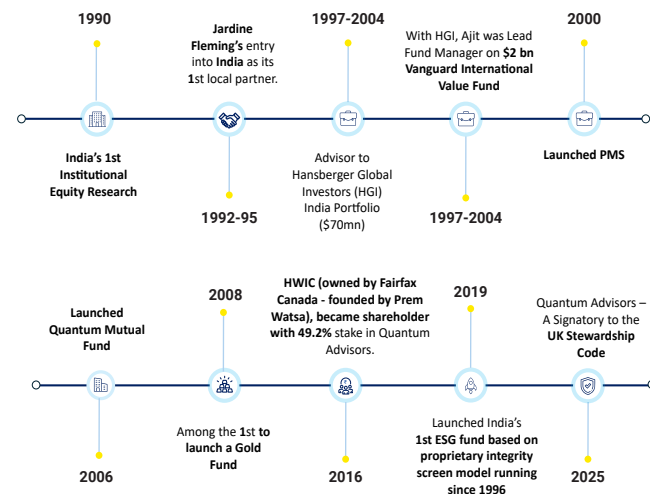 1990
India's 1st
Institutional
Equity Research
Jardine
Fleming's entry
into India as its
1st local partner.
1992-95
1997-2004
Advisor to
Hansberger Global
Investors (HGI)
India Portfolio
($70mn)
With HGI, Ajit was Lead
Fund Manager on $2 bn
Vanguard International
Value Fund
1997-2004
2000
Launched PMS
Launched
Quantum Mutual
Fund
2006
2008
Among the 1st to
launch a Gold
Fund
HWIC (owned by Fairfax
Canada - founded by Prem
Watsa), became shareholder
with 49.2% stake in Quantum
Advisors.
2016
2019
Launched India's
1st ESG fund based on
proprietary integrity
screen model running
since 1996
Quantum Advisors –
A Signatory to the
UK Stewardship
Code
2025